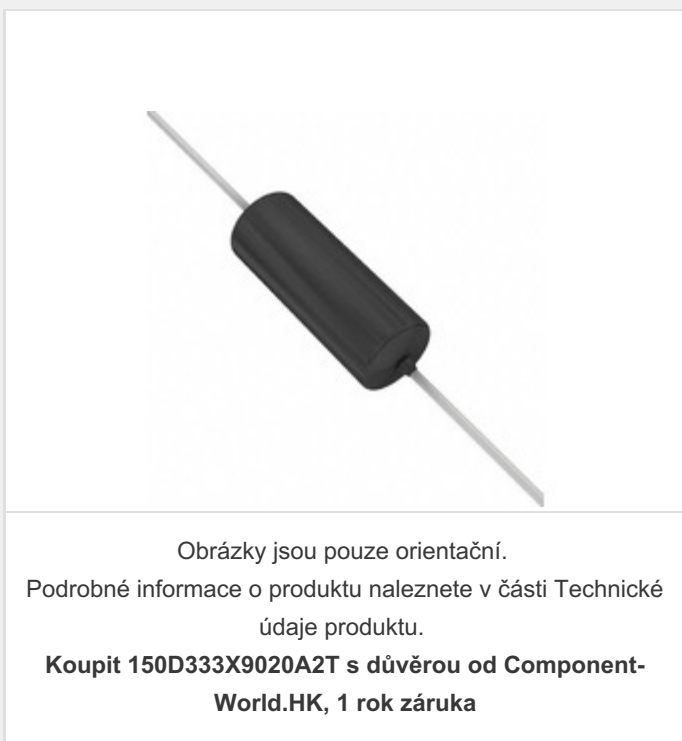 Obrázky jsou pouze orientační.
Podrobné informace o produktu naleznete v části Technické
údaje produktu.
Koupit 150D333X9020A2T s důvěrou od Component-
World.HK, 1 rok záruka